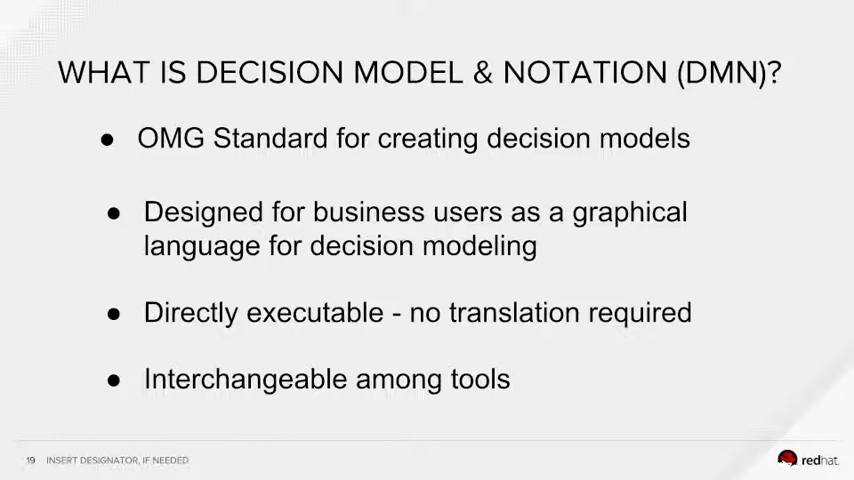 WHAT IS DECISION MODEL & NOTATION (DMN)?
● OMG Standard for creating decision models
● Designed for business users as a graphical
language for decision modeling
● Directly executable - no translation required
● Interchangeable among tools
19 INSERT DESIGNATOR, IF NEEDED
redhat.